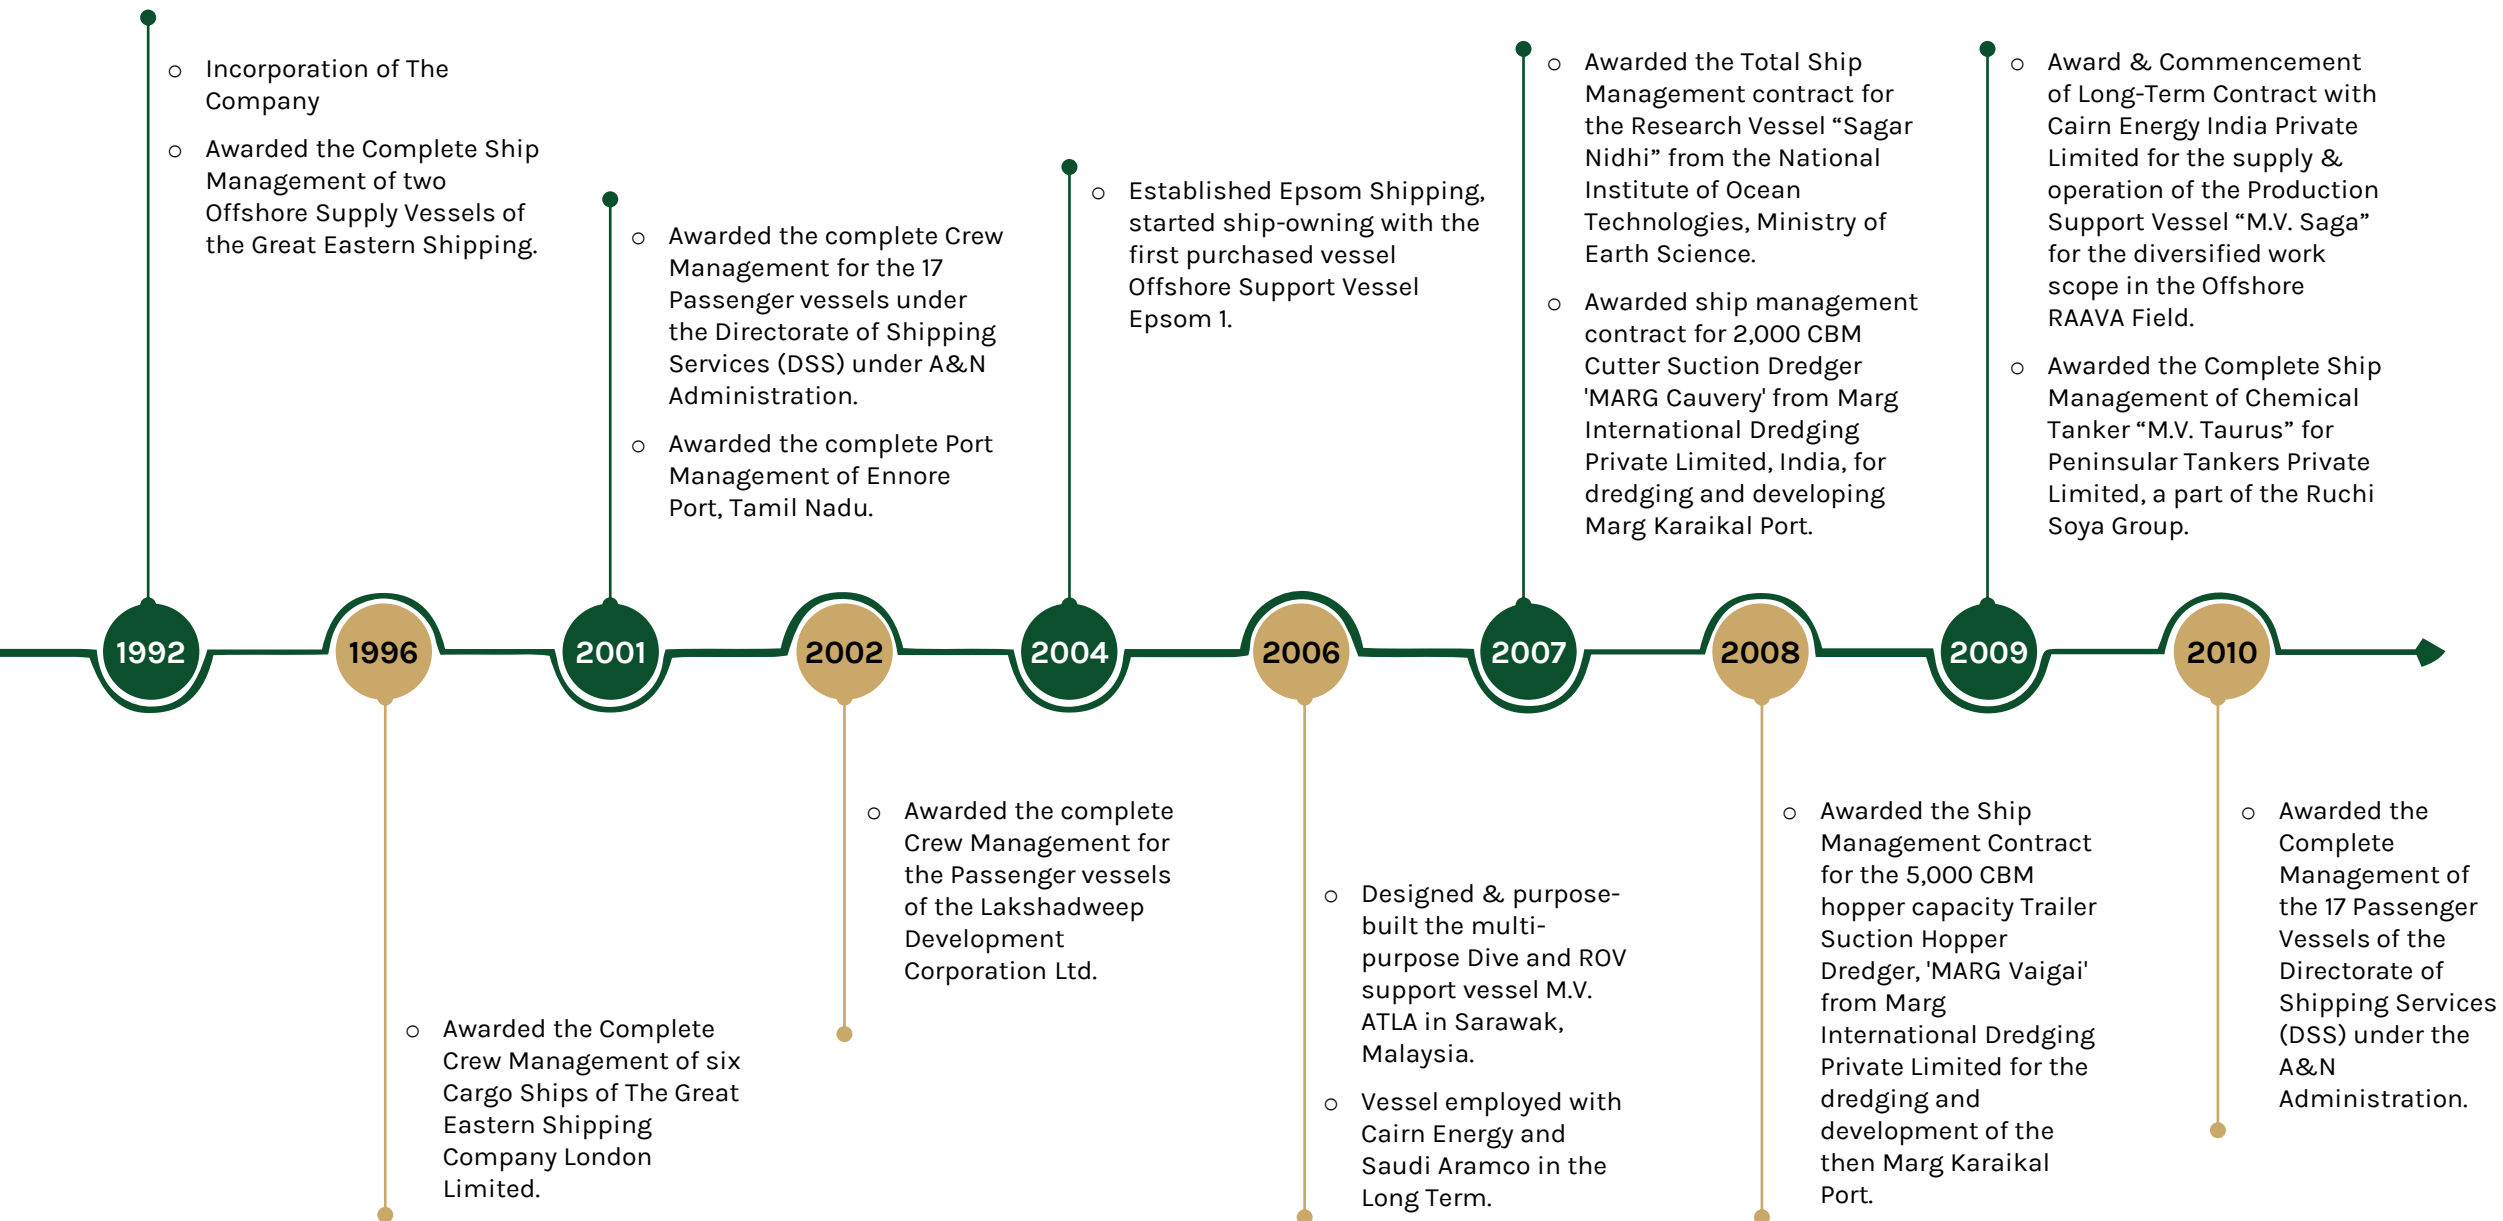 Incorporation of The
Company
Awarded the Complete Ship
Management of two
Offshore Supply Vessels of
the Great Eastern Shipping.
Awarded the complete Crew
Management for the 17
Passenger vessels under
the Directorate of Shipping
Services (DSS) under A&N
Administration.
Awarded the complete Port
Management of Ennore
Port, Tamil Nadu.
Established Epsom Shipping,
started ship-owning with the
first purchased vessel
Offshore Support Vessel
Epsom 1.
Awarded the Total Ship
Management contract for
the Research Vessel “Sagar
Nidhi” from the National
Institute of Ocean
Technologies, Ministry of
Earth Science.
Awarded ship management
contract for 2,000 CBM
Cutter Suction Dredger
'MARG Cauvery' from Marg
International Dredging
Private Limited, India, for
dredging and developing
Marg Karaikal Port.
Award & Commencement
of Long-Term Contract with
Cairn Energy India Private
Limited for the supply &
operation of the Production
Support Vessel “M.V. Saga”
for the diversified work
scope in the Offshore
RAAVA Field.
Awarded the Complete Ship
Management of Chemical
Tanker “M.V. Taurus” for
Peninsular Tankers Private
Limited, a part of the Ruchi
Soya Group.
1992
1996
2001
2002
2004
2006
2007
2008
2009
2010
Awarded the Complete
Crew Management of six
Cargo Ships of The Great
Eastern Shipping
Company London
Limited.
Awarded the complete
Crew Management for
the Passenger vessels
of the Lakshadweep
Development
Corporation Ltd.
Designed & purpose-
built the multi-
purpose Dive and ROV
support vessel M.V.
ATLA in Sarawak,
Malaysia.
Vessel employed with
Cairn Energy and
Saudi Aramco in the
Long Term.
Awarded the Ship
Management Contract
for the 5,000 CBM
hopper capacity Trailer
Suction Hopper
Dredger, 'MARG Vaigai'
from Marg
International Dredging
Private Limited for the
dredging and
development of the
then Marg Karaikal
Port.
Awarded the
Complete
Management of
the 17 Passenger
Vessels of the
Directorate of
Shipping Services
(DSS) under the
A&N
Administration.